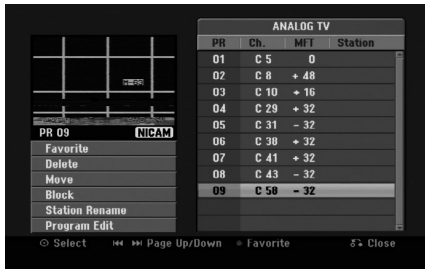 ANALOG TV
PR Ch. MFT Station
01 C 5 0
02 C 8 + 48
03 C 10 + 16
04 C 29 + 32
05 C 31 - 32
06 C 38 + 32
07 C 41 + 32
08 C 43 - 32
09 C 58 - 32
M-63
PR 09 NICAM
Favorite
Delete
Move
Block
Station Rename
Program Edit
Select Page Up/Down Favorite Close